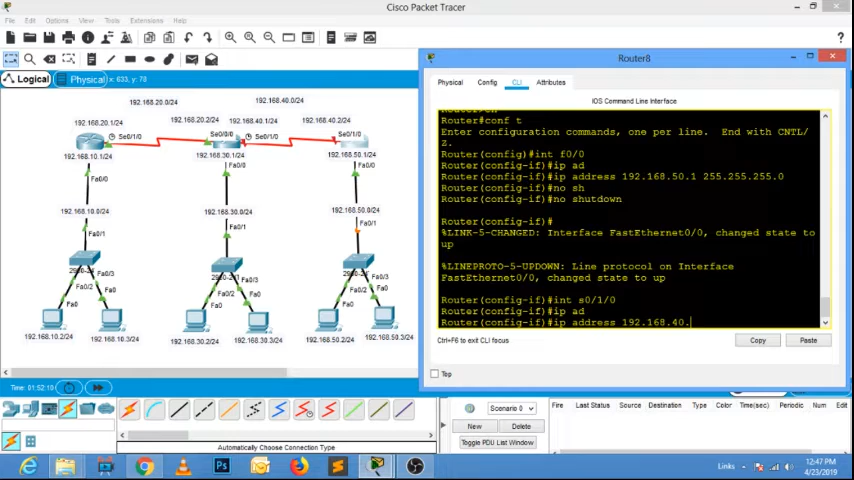 Cisco Packet Tracer
File Edit Options View Tools Extensions Help
Logical Physical x: 633, y: 78
192.168.20.0/24
192.168.40.0/24
192.168.20.1/24 192.168.20.2/24 192.168.40.1/24 192.168.40.2/24
Se0/1/0 Se0/0/0 Se0/1/0 Se0/1/0
192.168.10.1/24 192.168.30.1/24 192.168.50.1/24
Fa0/0 Fa0/0 Fa0/0
192.168.10.0/24 192.168.30.0/24 192.168.50.0/24
Fa0/1 Fa0/1 Fa0/1
Fa0/2 Fa0/3 Fa0/2 Fa0/3 Fa0/2 Fa0/3
Fa0 Fa0 Fa0 Fa0 Fa0 Fa0
192.168.10.2/24 192.168.10.3/24 192.168.30.2/24 192.168.30.3/24 192.168.50.2/24 192.168.50.3/24
Router8
Physical Config CLI Attributes
IOS Command Line Interface
Router#conf t
Enter configuration commands, one per line. End with CNTL/
Z.
Router(config)#int f0/0
Router(config-if)#ip ad
Router(config-if)#ip address 192.168.50.1 255.255.255.0
Router(config-if)#no sh
Router(config-if)#no shutdown
Router(config-if)#
%LINK-5-CHANGED: Interface FastEthernet0/0, changed state to
up
%LINEPROTO-5-UPDOWN: Line protocol on Interface
FastEthernet0/0, changed state to up
Router(config-if)#int s0/1/0
Router(config-if)#ip ad
Router(config-if)#ip address 192.168.40.
Ctrl+F6 to exit CLI focus Copy Paste
Top
Time: 01:52:10
Scenario 0 Fire Last Status Source Destination Type Color Time(sec) Periodic Num Edit
New Delete
Toggle PDU List Window
Automatically Choose Connection Type
Links
12:47 PM
4/23/2019